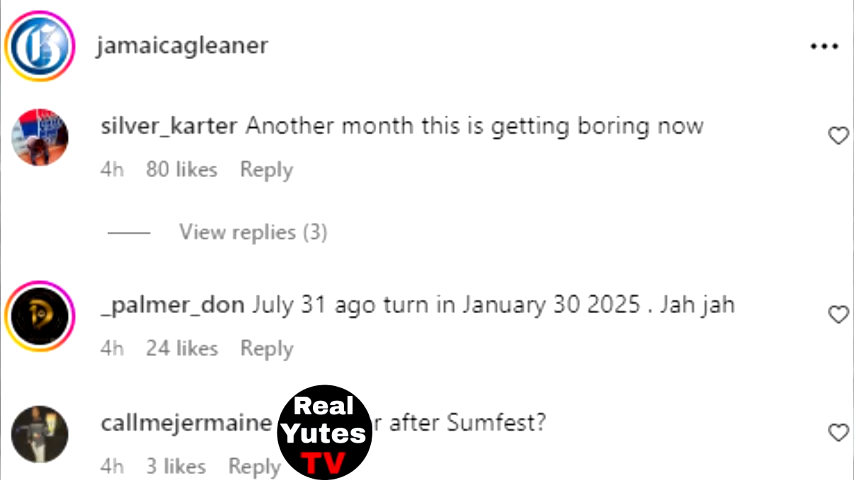 jamaicagleaner
silver_karter Another month this is getting boring now
4h 80 likes Reply
View replies (3)
_palmer_don July 31 ago turn in January 30 2025 . Jah jah
4h 24 likes Reply
callmejermaine after Sumfest?
4h 3 likes Reply
Real
Yutes
TV